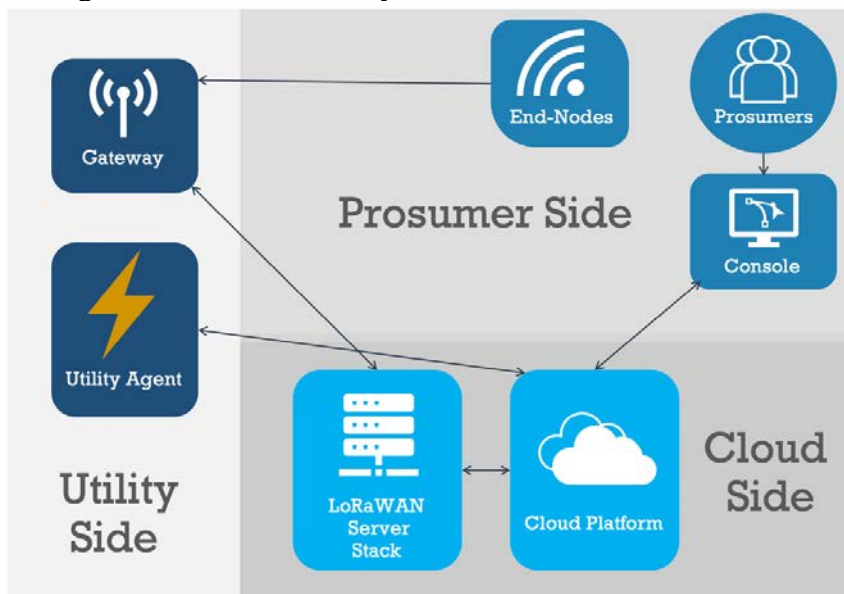 End-Nodes
Prosumers
Gateway
Prosumer Side
Console
Utility Agent
Utility
Side
LoRaWAN
Server
Stack
Cloud Platform
Cloud
Side